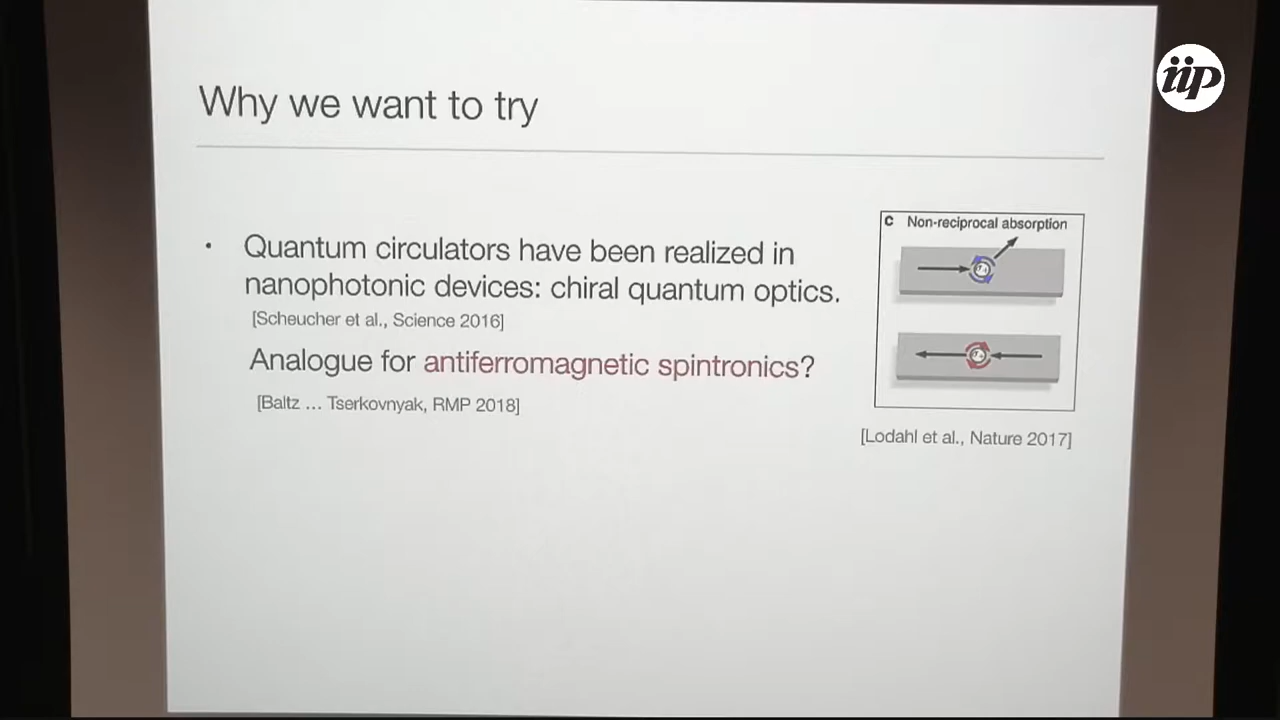 iip
Why we want to try
• Quantum circulators have been realized in
nanophotonic devices: chiral quantum optics.
[Scheucher et al., Science 2016]
Analogue for antiferromagnetic spintronics?
[Baltz … Tserkovnyak, RMP 2018]
c Non-reciprocal absorption
[Lodahl et al., Nature 2017]